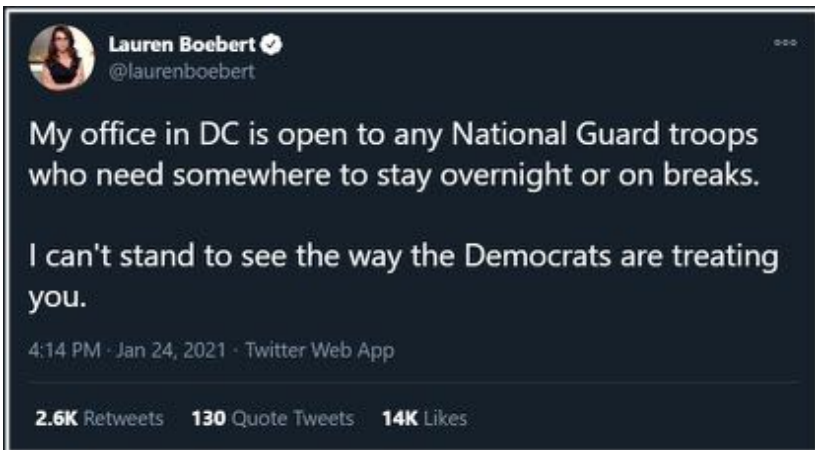 Lauren Boebert
@laurenboebert
My office in DC is open to any National Guard troops
who need somewhere to stay overnight or on breaks.
I can't stand to see the way the Democrats are treating
you.
4:14 PM · Jan 24, 2021 · Twitter Web App
2.6K Retweets 130 Quote Tweets 14K Likes